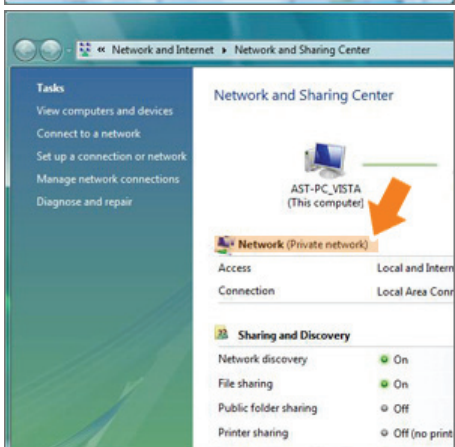 « Network and Internet ▸ Network and Sharing Center
Tasks
View computers and devices
Connect to a network
Set up a connection or network
Manage network connections
Diagnose and repair
Network and Sharing Center
AST-PC_VISTA
(This computer)
Network (Private network)
Access Local and Intern
Connection Local Area Conn
Sharing and Discovery
Network discovery On
File sharing On
Public folder sharing Off
Printer sharing Off (no print